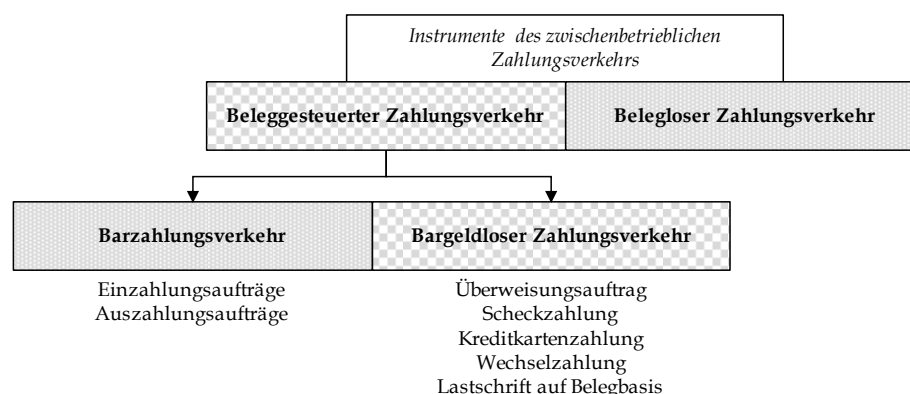 Instrumente des zwischenbetrieblichen
Zahlungsverkehrs
Beleggesteuerter Zahlungsverkehr
Belegloser Zahlungsverkehr
Barzahlungsverkehr
Bargeldloser Zahlungsverkehr
Einzahlungsaufträge
Auszahlungsaufträge
Überweisungsauftrag
Scheckzahlung
Kreditkartenzahlung
Wechselzahlung
Lastschrift auf Belegbasis